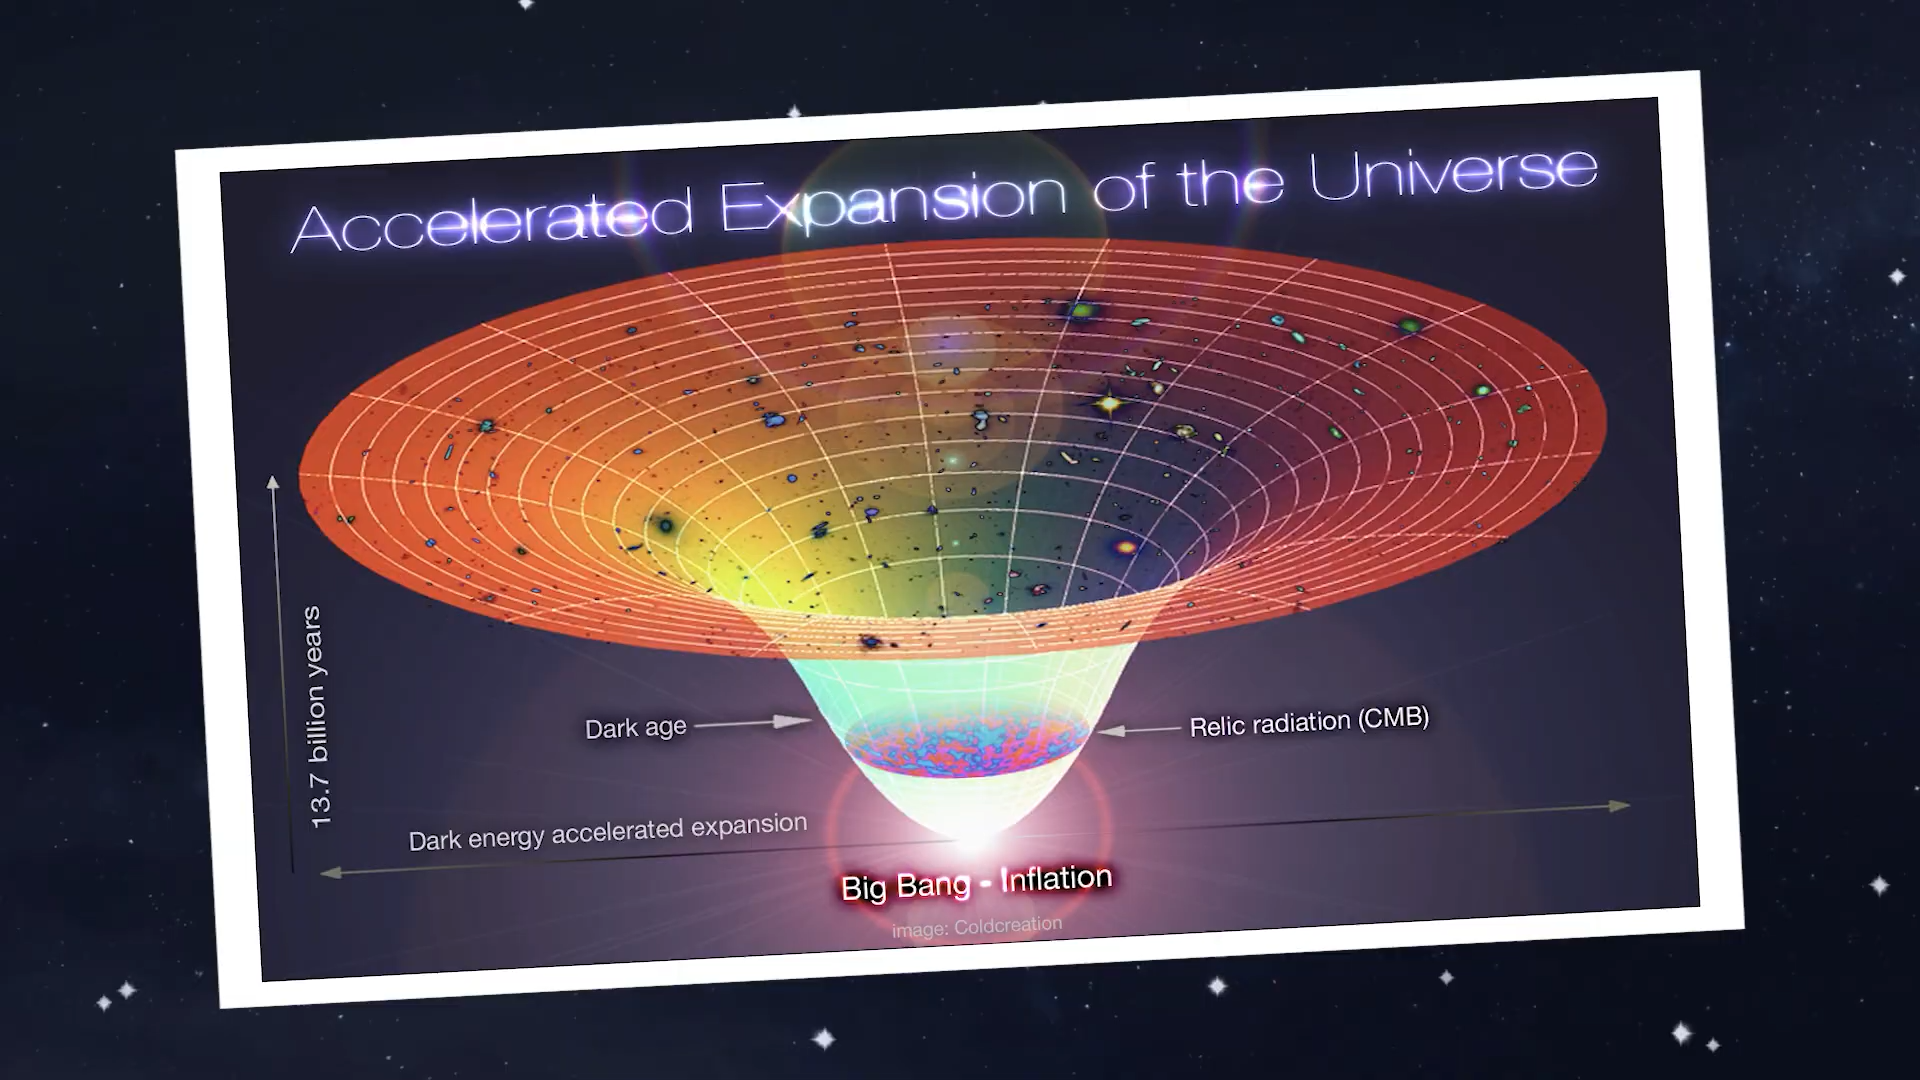 Accelerated Expansion of the Universe
13.7 billion years
Dark age
Relic radiation (CMB)
Dark energy accelerated expansion
Big Bang - Inflation
image: Coldcreation